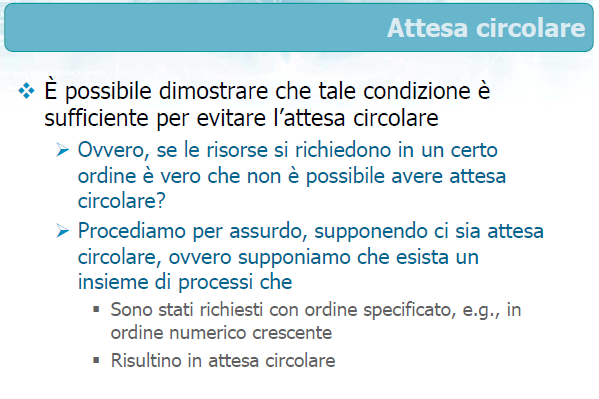 Attesa circolare
❖ È possibile dimostrare che tale condizione è
sufficiente per evitare l'attesa circolare
➢ Ovvero, se le risorse si richiedono in un certo
ordine è vero che non è possibile avere attesa
circolare?
➢ Procediamo per assurdo, supponendo ci sia attesa
circolare, ovvero supponiamo che esista un
insieme di processi che
▪ Sono stati richiesti con ordine specificato, e.g., in
ordine numerico crescente
▪ Risultino in attesa circolare